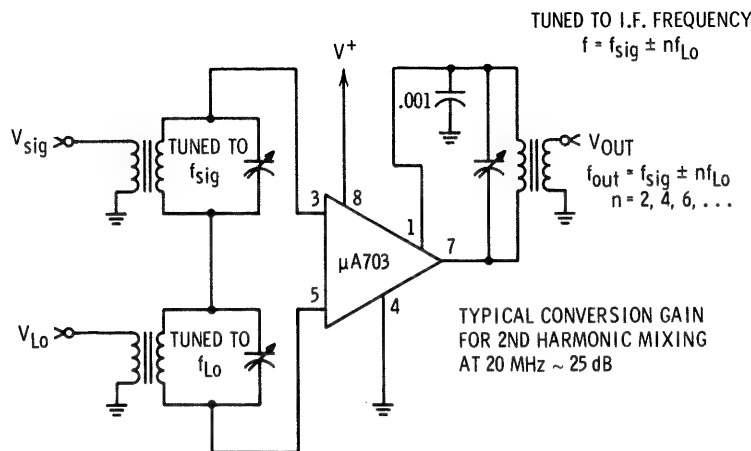 TUNED TO I.F. FREQUENCY
f = fsig ± nfLo
V+
.001
Vsig
TUNED TO
fsig
VOUT
fout = fsig ± nfLo
n = 2, 4, 6, . . .
3
8
1
7
μA703
5
4
VLo
TUNED TO
fLo
TYPICAL CONVERSION GAIN
FOR 2ND HARMONIC MIXING
AT 20 MHz ~ 25 dB